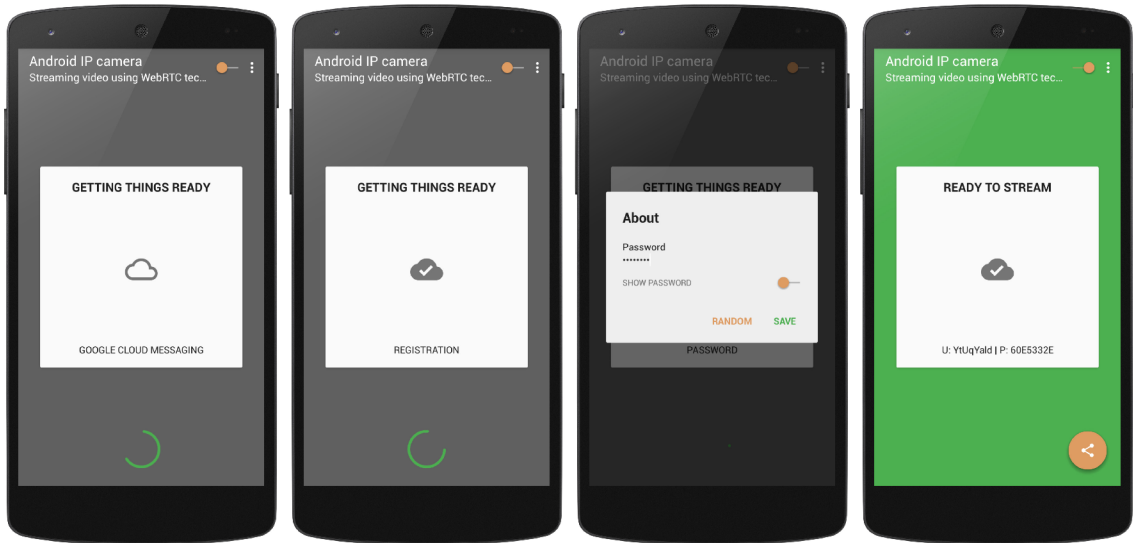 Android IP camera
Streaming video using WebRTC tec...
GETTING THINGS READY
GOOGLE CLOUD MESSAGING
Android IP camera
Streaming video using WebRTC tec...
GETTING THINGS READY
REGISTRATION
Android IP camera
Streaming video using WebRTC tec...
GETTING THINGS READY
About
Password
••••••••
SHOW PASSWORD
RANDOM SAVE
PASSWORD
Android IP camera
Streaming video using WebRTC tec...
READY TO STREAM
U: YtUqYald | P: 60E5332E